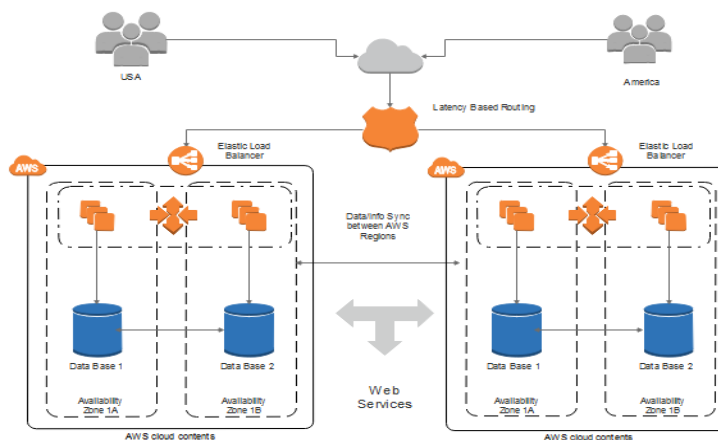 USA
America
Latency Based Routing
Elastic Load
Balancer
Elastic Load
Balancer
AWS
AWS
Data/Info Sync
between AWS
Regions
Data Base 1
Data Base 2
Data Base 1
Data Base 2
Availability
Zone 1A
Availability
Zone 1B
Web
Services
Availability
Zone 1A
Availability
Zone 1B
AWS cloud contents
AWS cloud contents